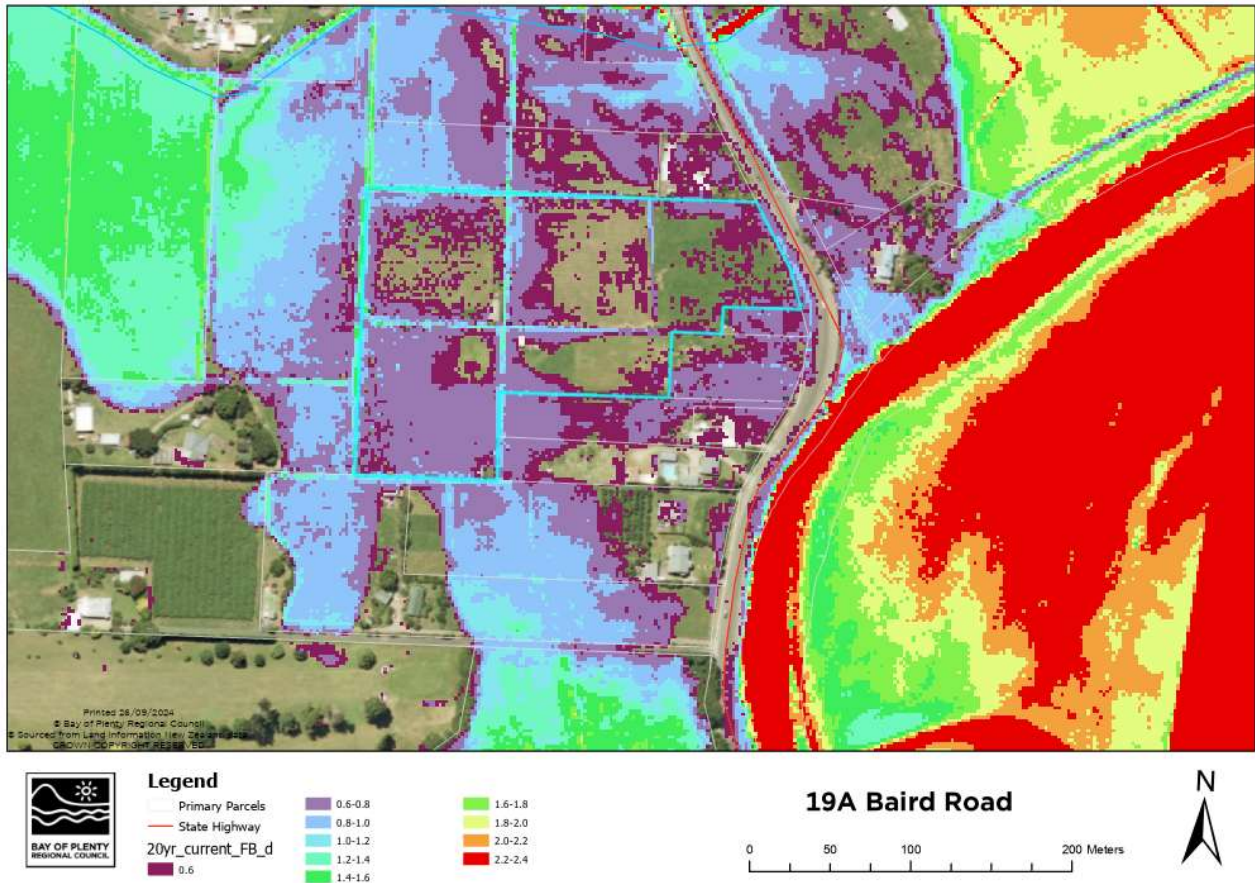 Printed 26/09/2024
© Bay of Plenty Regional Council
© Sourced from Land Information New Zealand data.
CROWN COPYRIGHT RESERVED
BAY OF PLENTY
REGIONAL COUNCIL
Legend
Primary Parcels
State Highway
20yr_current_FB_d
0.6
0.6-0.8
0.8-1.0
1.0-1.2
1.2-1.4
1.4-1.6
1.6-1.8
1.8-2.0
2.0-2.2
2.2-2.4
19A Baird Road
0 50 100 200 Meters
N